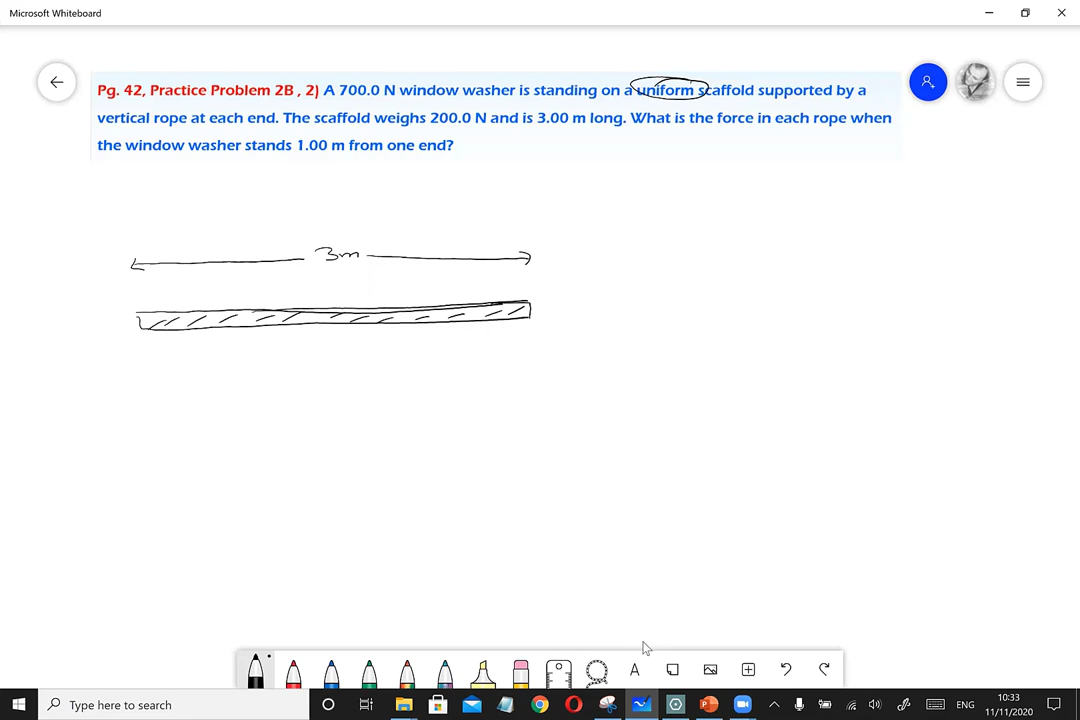 Microsoft Whiteboard
Pg. 42, Practice Problem 2B , 2) A 700.0 N window washer is standing on a uniform scaffold supported by a
vertical rope at each end. The scaffold weighs 200.0 N and is 3.00 m long. What is the force in each rope when
the window washer stands 1.00 m from one end?
3m
A
Type here to search
ENG
10:33
11/11/2020